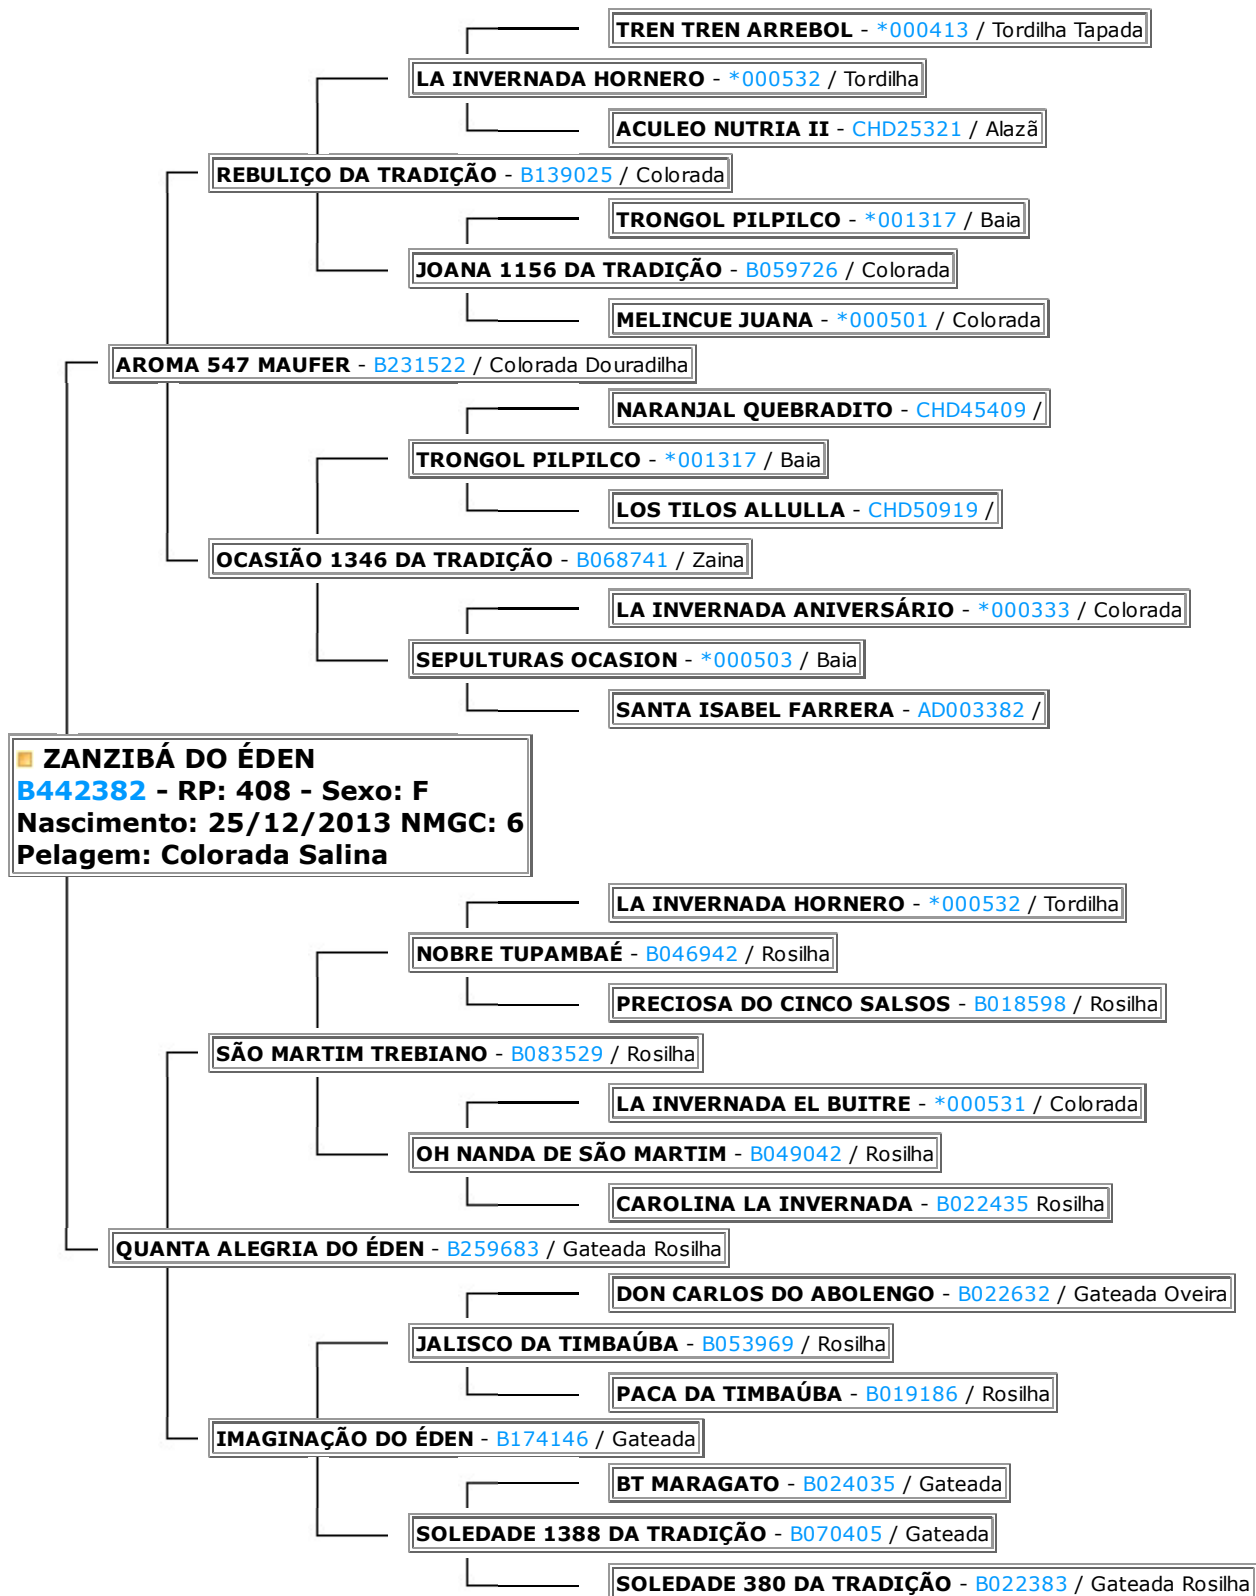 TREN TREN ARREBOL - *000413 / Tordilha Tapada
LA INVERNADA HORNERO - *000532 / Tordilha
ACULEO NUTRIA II - CHD25321 / Alazã
REBULIÇO DA TRADIÇÃO - B139025 / Colorada
TRONGOL PILPILCO - *001317 / Baia
JOANA 1156 DA TRADIÇÃO - B059726 / Colorada
MELINCUE JUANA - *000501 / Colorada
AROMA 547 MAUFER - B231522 / Colorada Douradilha
NARANJAL QUEBRADITO - CHD45409 /
TRONGOL PILPILCO - *001317 / Baia
LOS TILOS ALLULLA - CHD50919 /
OCASIÃO 1346 DA TRADIÇÃO - B068741 / Zaina
LA INVERNADA ANIVERSÁRIO - *000333 / Colorada
SEPULTURAS OCASION - *000503 / Baia
SANTA ISABEL FARRERA - AD003382 /
ZANZIBÁ DO ÉDEN
B442382 - RP: 408 - Sexo: F
Nascimento: 25/12/2013 NMGC: 6
Pelagem: Colorada Salina
LA INVERNADA HORNERO - *000532 / Tordilha
NOBRE TUPAMBAÉ - B046942 / Rosilha
PRECIOSA DO CINCO SALSOS - B018598 / Rosilha
SÃO MARTIM TREBIANO - B083529 / Rosilha
LA INVERNADA EL BUITRE - *000531 / Colorada
OH NANDA DE SÃO MARTIM - B049042 / Rosilha
CAROLINA LA INVERNADA - B022435 Rosilha
QUANTA ALEGRIA DO ÉDEN - B259683 / Gateada Rosilha
DON CARLOS DO ABOLENGO - B022632 / Gateada Oveira
JALISCO DA TIMBAÚBA - B053969 / Rosilha
PACA DA TIMBAÚBA - B019186 / Rosilha
IMAGINAÇÃO DO ÉDEN - B174146 / Gateada
BT MARAGATO - B024035 / Gateada
SOLEDADE 1388 DA TRADIÇÃO - B070405 / Gateada
SOLEDADE 380 DA TRADIÇÃO - B022383 / Gateada Rosilha